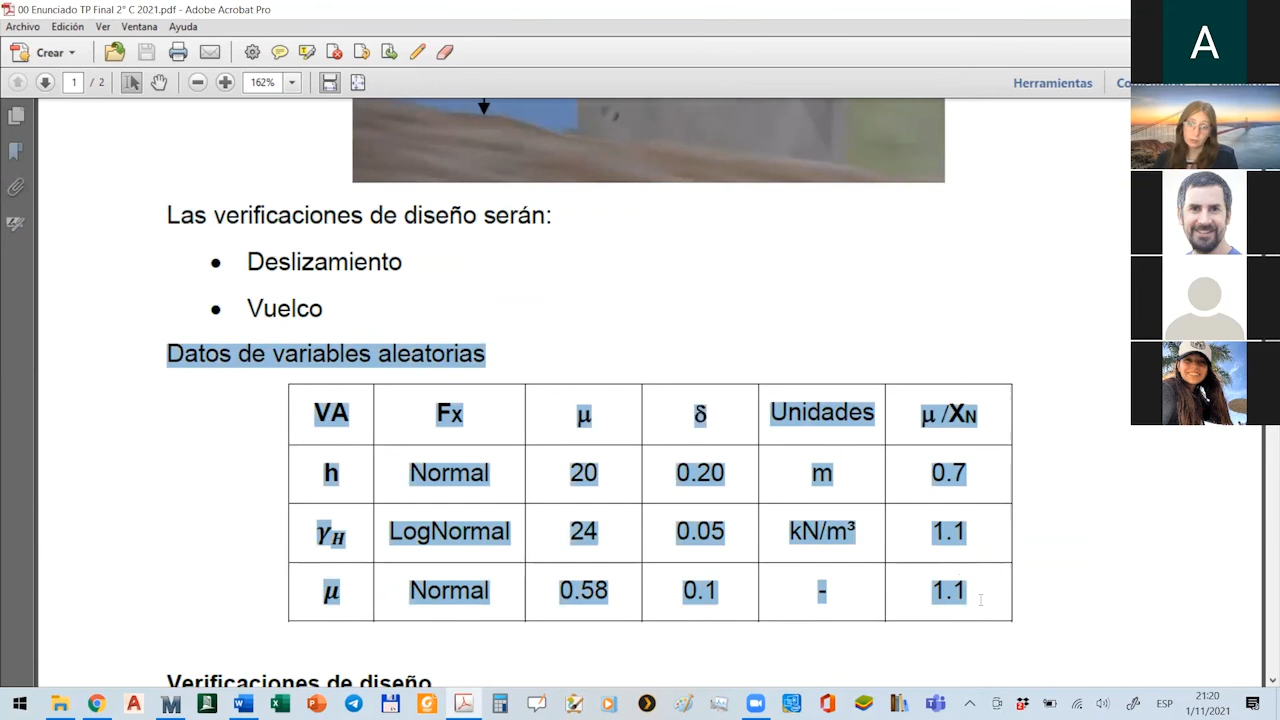 00 Enunciado TP Final 2° C 2021.pdf - Adobe Acrobat Pro
Archivo Edición Ver Ventana Ayuda
Crear
1 / 2 162% Herramientas
Las verificaciones de diseño serán:
• Deslizamiento
• Vuelco
Datos de variables aleatorias
VA FX μ δ Unidades μ /XN
h Normal 20 0.20 m 0.7
γH LogNormal 24 0.05 kN/m³ 1.1
μ Normal 0.58 0.1 - 1.1
Verificaciones de diseño
A
ESP
21:20
1/11/2021